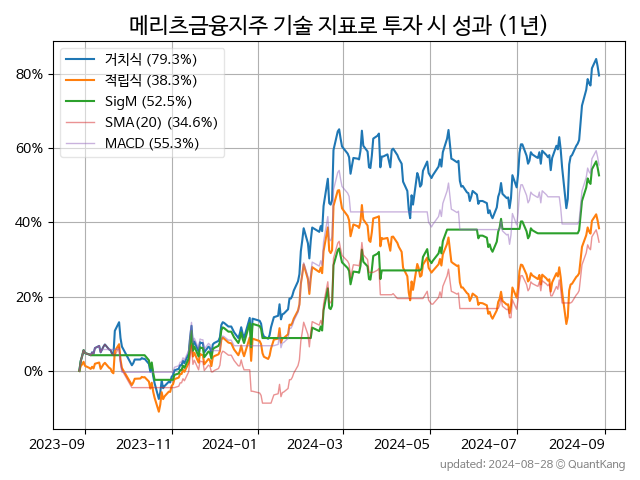 메리츠금융지주 기술 지표로 투자 시 성과 (1년)
거치식 (79.3%)
적립식 (38.3%)
SigM (52.5%)
SMA(20) (34.6%)
MACD (55.3%)
80%
60%
40%
20%
0%
2023-09 2023-11 2024-01 2024-03 2024-05 2024-07 2024-09
updated: 2024-08-28 © QuantKang